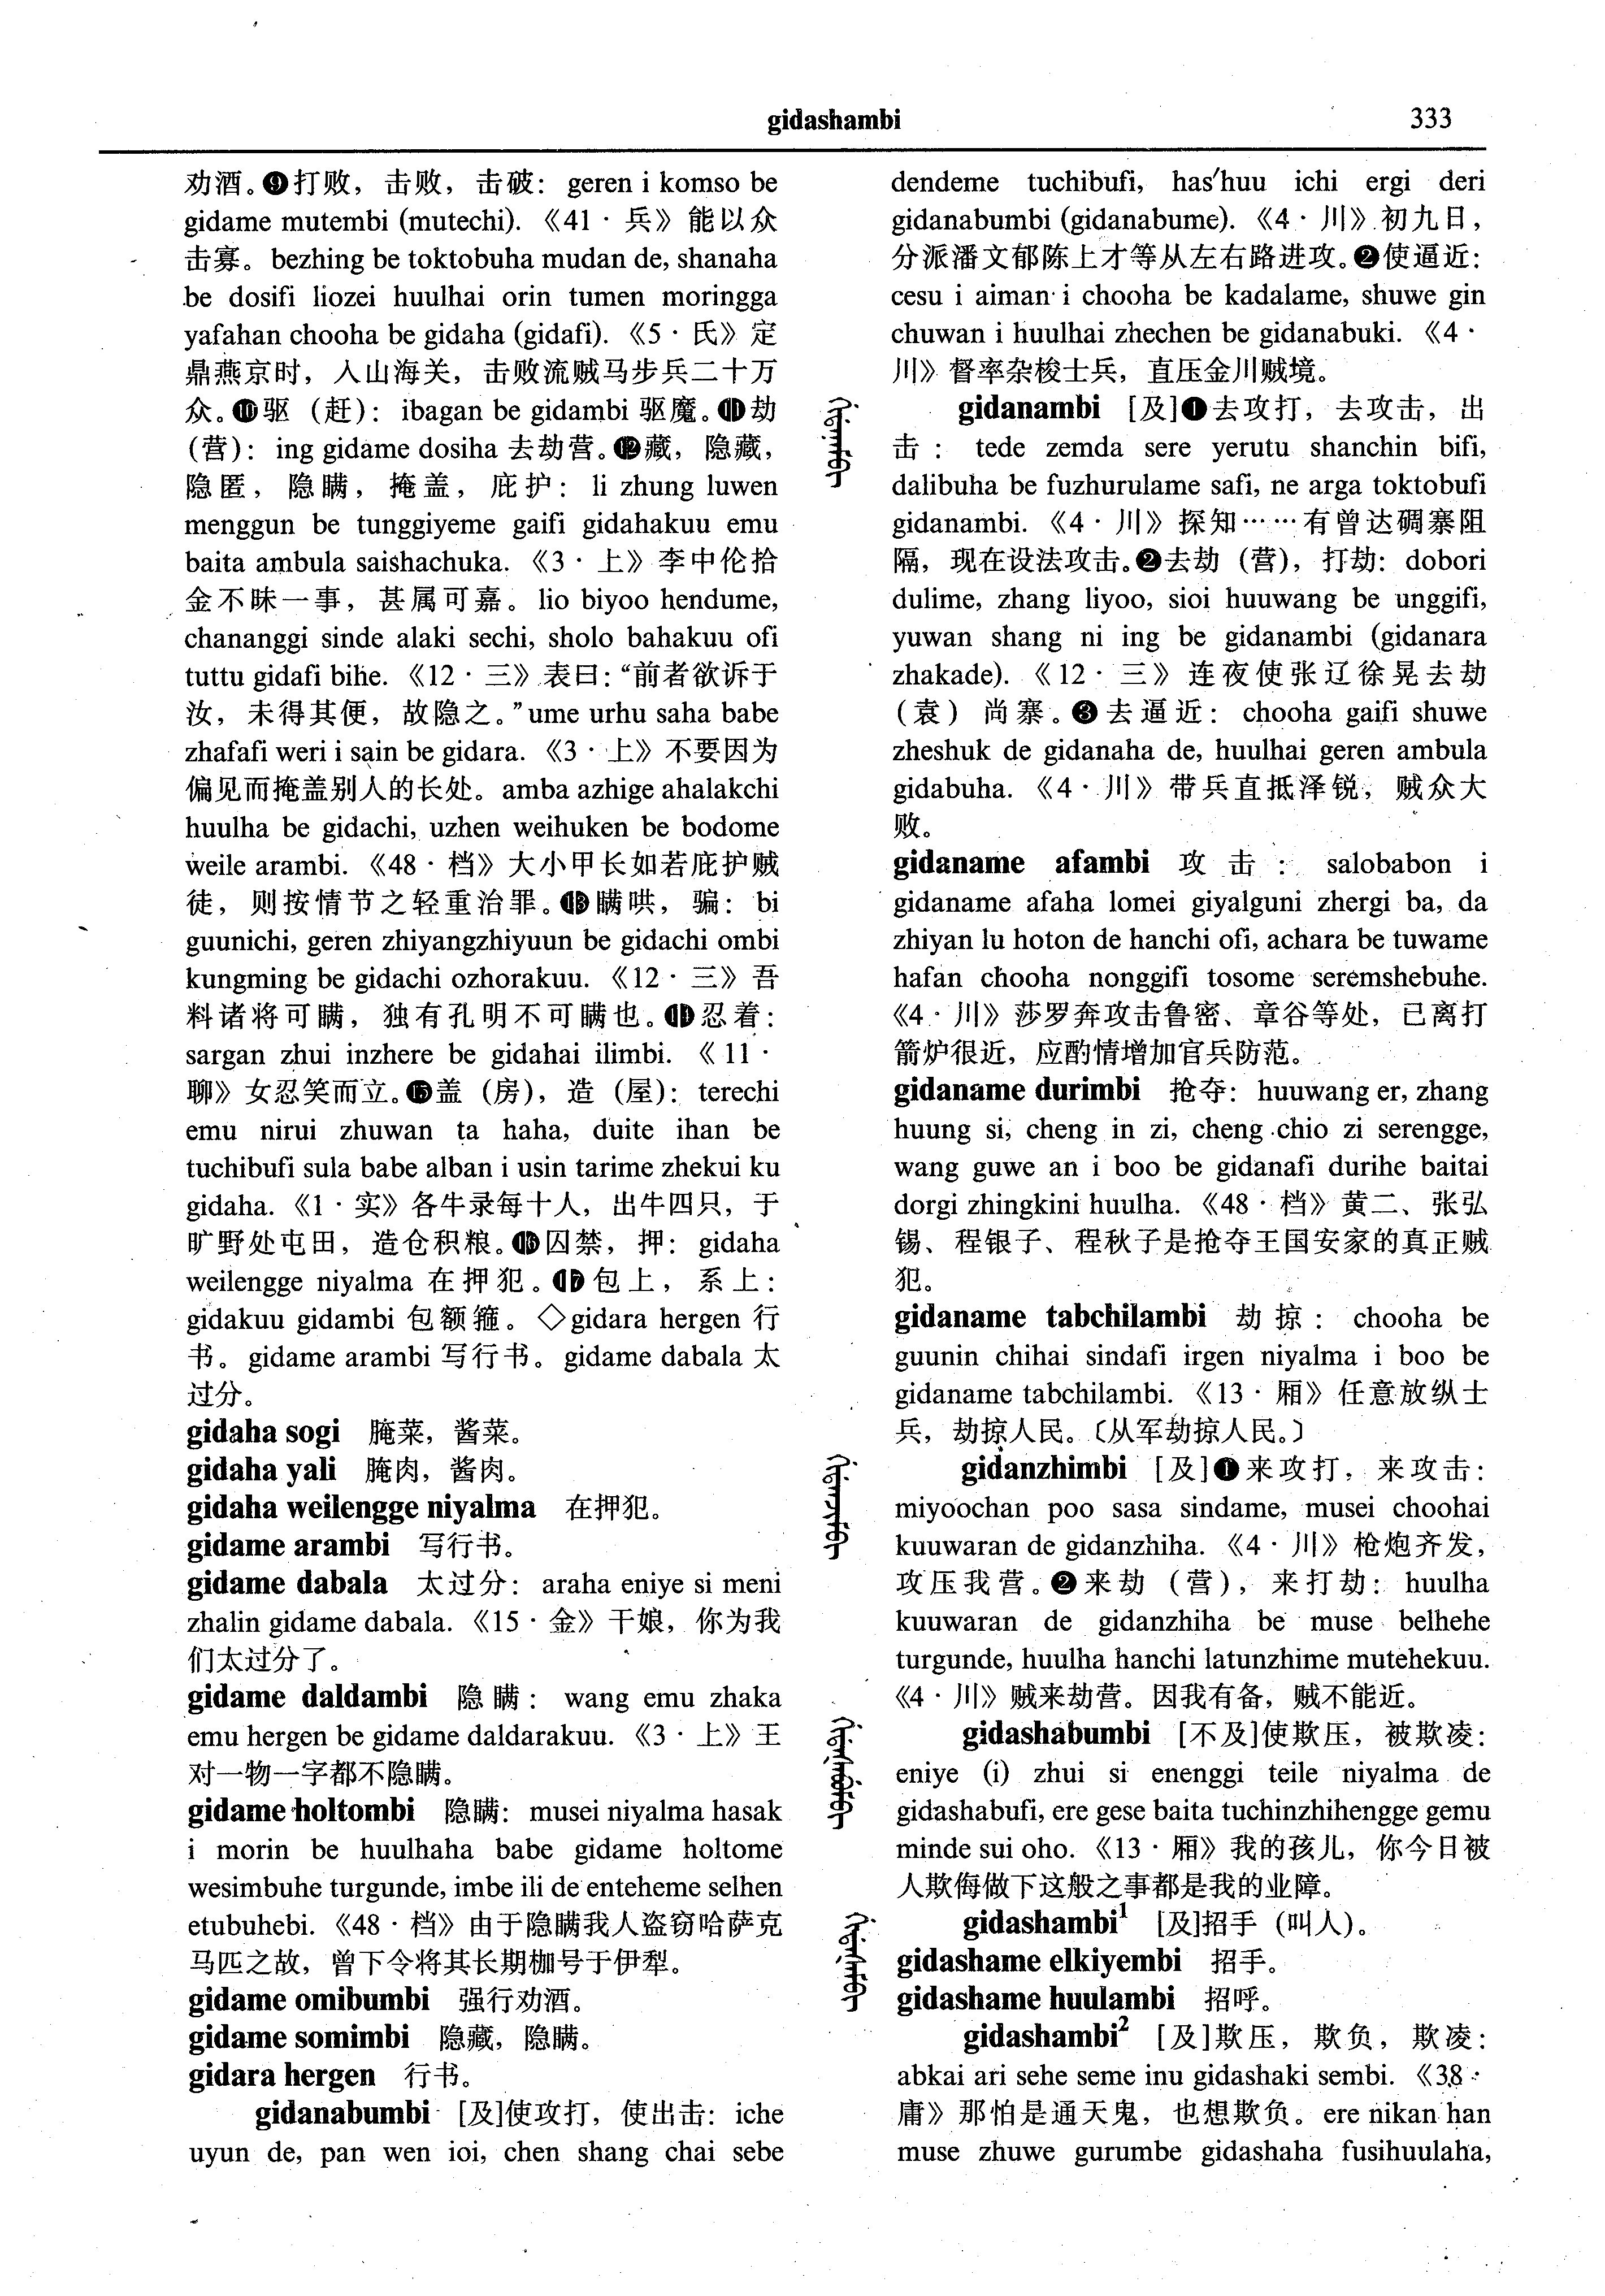 gidashambi 333
劝酒。❾打败，击败，击破：geren i komso be
gidame mutembi (mutechi). 《41·兵》能以众
击寡。bezhing be toktobuha mudan de, shanaha
be dosifi liozei huulhai orin tumen moringga
yafahan chooha be gidaha (gidafi). 《5·氏》定
鼎燕京时，入山海关，击败流贼马步兵二十万
众。❿驱（赶）：ibagan be gidambi 驱魔。⓫劫
（营）：ing gidame dosiha 去劫营。⓬藏，隐藏，
隐匿，隐瞒，掩盖，庇护：li zhung luwen
menggun be tunggiyeme gaifi gidahakuu emu
baita ambula saishachuka. 《3·上》李中伦拾
金不昧一事，甚属可嘉。lio biyoo hendume,
chananggi sinde alaki sechi, sholo bahakuu ofi
tuttu gidafi bihe. 《12·三》表曰：“前者欲诉于
汝，未得其便，故隐之。”ume urhu saha babe
zhafafi weri i sain be gidara. 《3·上》不要因为
偏见而掩盖别人的长处。amba azhige ahalakchi
huulha be gidachi, uzhen weihuken be bodome
weile arambi. 《48·档》大小甲长如若庇护贼
徒，则按情节之轻重治罪。⓭瞒哄，骗：bi
guunichi, geren zhiyangzhiyuun be gidachi ombi
kungming be gidachi ozhorakuu. 《12·三》吾
料诸将可瞒，独有孔明不可瞒也。⓮忍着：
sargan zhui inzhere be gidahai ilimbi. 《11·
聊》女忍笑而立。⓯盖（房），造（屋）：terechi
emu nirui zhuwan ta haha, duite ihan be
tuchibufi sula babe alban i usin tarime zhekui ku
gidaha. 《1·实》各牛录每十人，出牛四只，于
旷野处屯田，造仓积粮。⓰囚禁，押：gidaha
weilengge niyalma 在押犯。⓱包上，系上：
gidakuu gidambi 包额箍。◇gidara hergen 行
书。gidame arambi 写行书。gidame dabala 太
过分。
gidaha sogi 腌菜，酱菜。
gidaha yali 腌肉，酱肉。
gidaha weilengge niyalma 在押犯。
gidame arambi 写行书。
gidame dabala 太过分：araha eniye si meni
zhalin gidame dabala. 《15·金》干娘，你为我
们太过分了。
gidame daldambi 隐瞒：wang emu zhaka
emu hergen be gidame daldarakuu. 《3·上》王
对一物一字都不隐瞒。
gidame holtombi 隐瞒：musei niyalma hasak
i morin be huulhaha babe gidame holtome
wesimbuhe turgunde, imbe ili de enteheme selhen
etubuhebi. 《48·档》由于隐瞒我人盗窃哈萨克
马匹之故，曾下令将其长期枷号于伊犁。
gidame omibumbi 强行劝酒。
gidame somimbi 隐藏，隐瞒。
gidara hergen 行书。
gidanabumbi [及]使攻打，使出击：iche
uyun de, pan wen ioi, chen shang chai sebe
dendeme tuchibufi, has'huu ichi ergi deri
gidanabumbi (gidanabume). 《4·川》初九日，
分派潘文郁陈上才等从左右路进攻。❷使逼近：
cesu i aiman i chooha be kadalame, shuwe gin
chuwan i huulhai zhechen be gidanabuki. 《4·
川》督率杂梭士兵，直压金川贼境。
ᡤᡳᡩᠠᠨᠠᠮᠪᡳ gidanambi [及]❶去攻打，去攻击，出
击：tede zemda sere yerutu shanchin bifi,
dalibuha be fuzhurulame safi, ne arga toktobufi
gidanambi. 《4·川》探知……有曾达碉寨阻
隔，现在设法攻击。❷去劫（营），打劫：dobori
dulime, zhang liyoo, sioi huuwang be unggifi,
yuwan shang ni ing be gidanambi (gidanara
zhakade). 《12·三》连夜使张辽徐晃去劫
（袁）尚寨。❸去逼近：chooha gaifi shuwe
zheshuk de gidanaha de, huulhai geren ambula
gidabuha. 《4·川》带兵直抵泽锐，贼众大
败。
gidaname afambi 攻击：salobabon i
gidaname afaha lomei giyalguni zhergi ba, da
zhiyan lu hoton de hanchi ofi, achara be tuwame
hafan chooha nonggifi tosome seremshebuhe.
《4·川》莎罗奔攻击鲁密、章谷等处，已离打
箭炉很近，应酌情增加官兵防范。
gidaname durimbi 抢夺：huuwang er, zhang
huung si, cheng in zi, cheng chio zi serengge,
wang guwe an i boo be gidanafi durihe baitai
dorgi zhingkini huulha. 《48·档》黄二、张弘
锡、程银子、程秋子是抢夺王国安家的真正贼
犯。
gidaname tabchilambi 劫掠：chooha be
guunin chihai sindafi irgen niyalma i boo be
gidaname tabchilambi. 《13·厢》任意放纵士
兵，劫掠人民。〔从军劫掠人民。〕
ᡤᡳᡩᠠᠨᠵᡳᠮᠪᡳ gidanzhimbi [及]❶来攻打，来攻击：
miyoochan poo sasa sindame, musei choohai
kuuwaran de gidanzhiha. 《4·川》枪炮齐发，
攻压我营。❷来劫（营），来打劫：huulha
kuuwaran de gidanzhiha be muse belhehe
turgunde, huulha hanchi latunzhime mutehekuu.
《4·川》贼来劫营。因我有备，贼不能近。
ᡤᡳᡩᠠᡧᠠᠪᡠᠮᠪᡳ gidashabumbi [不及]使欺压，被欺凌：
eniye (i) zhui si enenggi teile niyalma de
gidashabufi, ere gese baita tuchinzhihengge gemu
minde sui oho. 《13·厢》我的孩儿，你今日被
人欺侮做下这般之事都是我的业障。
ᡤᡳᡩᠠᡧᠠᠮᠪᡳ gidashambi¹ [及]招手（叫人）。
gidashame elkiyembi 招手。
gidashame huulambi 招呼。
gidashambi² [及]欺压，欺负，欺凌：
abkai ari sehe seme inu gidashaki sembi. 《38·
庸》那怕是通天鬼，也想欺负。ere nikan han
muse zhuwe gurumbe gidashaha fusihuulaha,